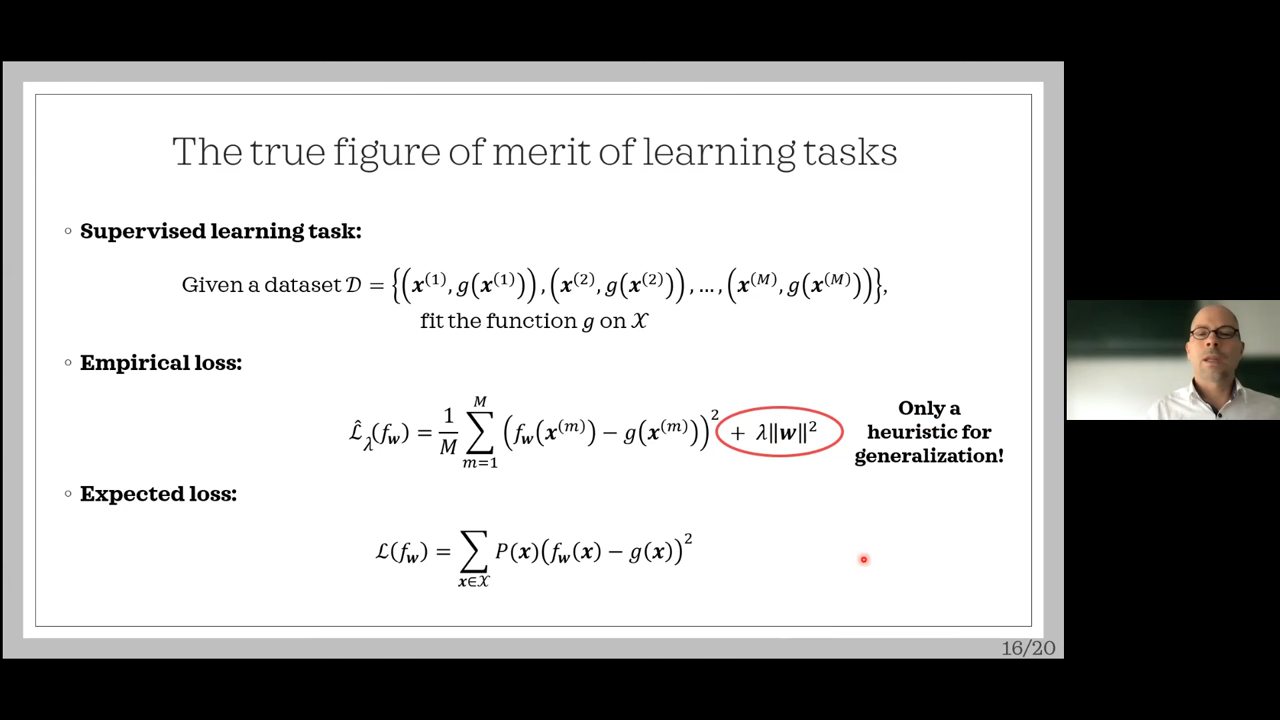 The true figure of merit of learning tasks
◦ Supervised learning task:
Given a dataset 𝒟 = {(𝒙⁽¹⁾, g(𝒙⁽¹⁾)), (𝒙⁽²⁾, g(𝒙⁽²⁾)), …, (𝒙⁽ᴹ⁾, g(𝒙⁽ᴹ⁾))},
fit the function g on 𝒳
◦ Empirical loss:
ℒ̂_λ(f_𝒘) = 1/M ∑_{m=1}^{M} (f_𝒘(𝒙⁽ᵐ⁾) − g(𝒙⁽ᵐ⁾))² + λ‖𝒘‖²
Only a
heuristic for
generalization!
◦ Expected loss:
ℒ(f_𝒘) = ∑_{𝒙∈𝒳} P(𝒙)(f_𝒘(𝒙) − g(𝒙))²
16/20